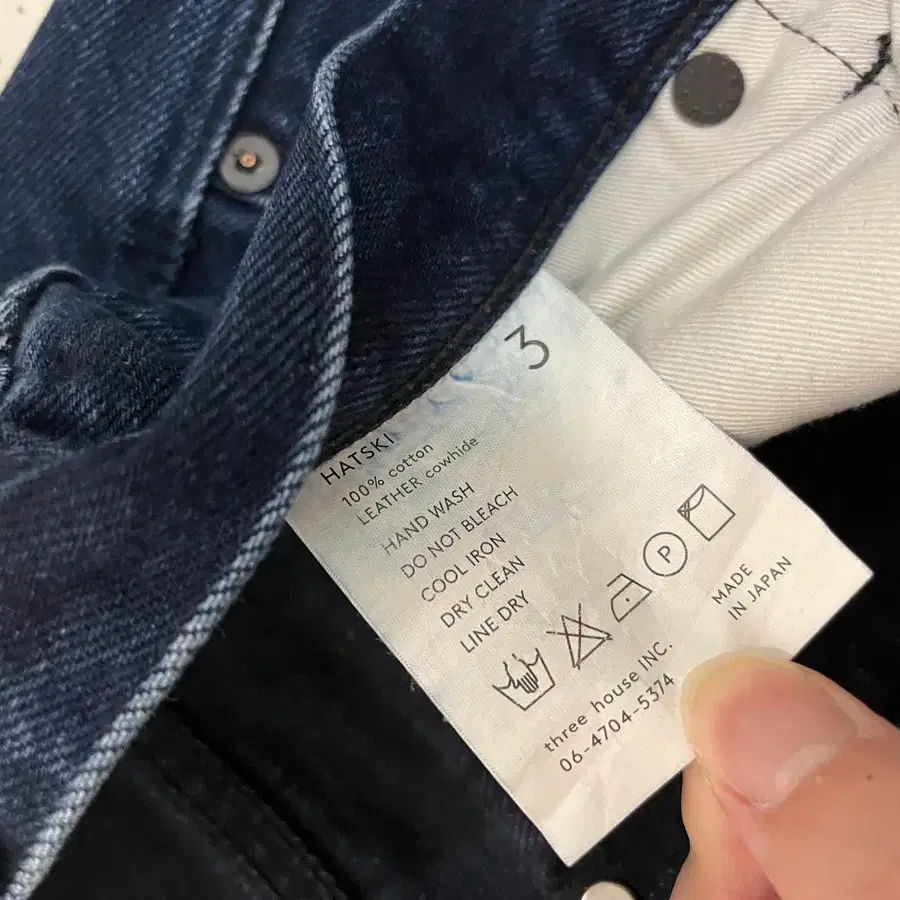 3
HATSKI
100% cotton
LEATHER cowhide
HAND WASH
DO NOT BLEACH
COOL IRON
DRY CLEAN
LINE DRY
P
MADE
IN JAPAN
three house INC.
06-4704-5374